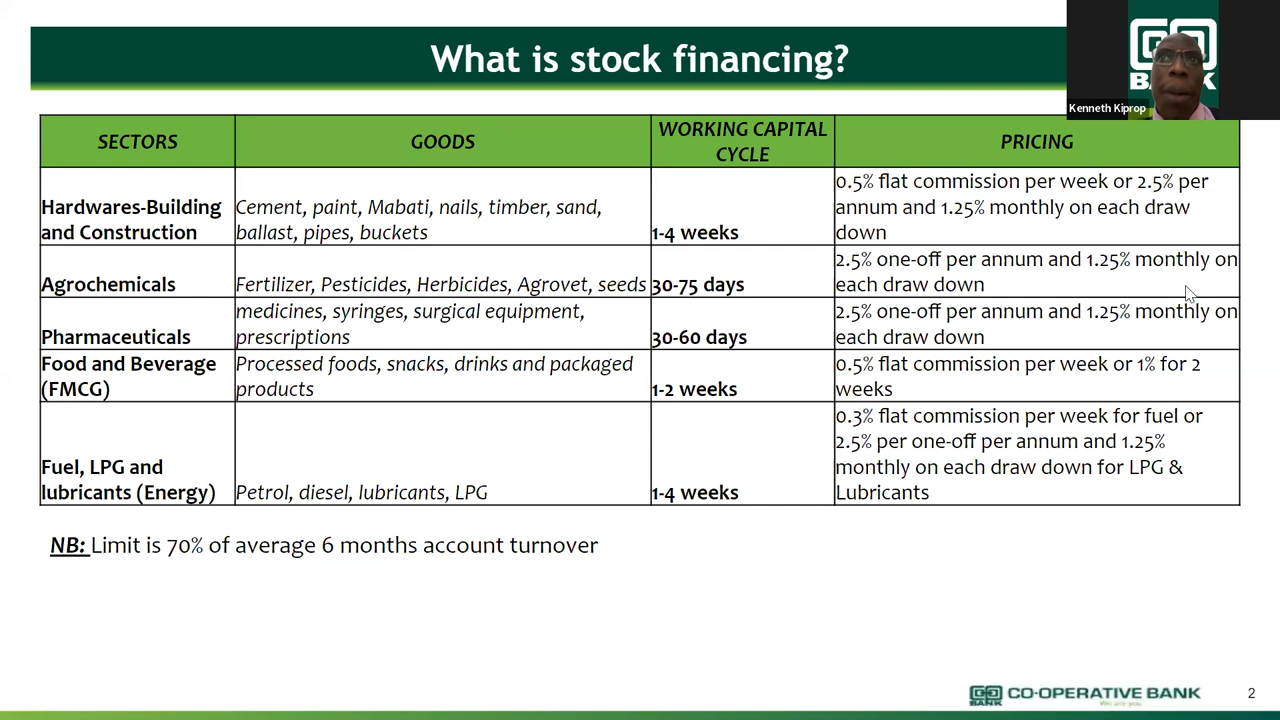 What is stock financing?
CO
BANK
Kenneth Kiprop
SECTORS
GOODS
WORKING CAPITAL
CYCLE
PRICING
Hardwares-Building
and Construction
Cement, paint, Mabati, nails, timber, sand,
ballast, pipes, buckets
1-4 weeks
0.5% flat commission per week or 2.5% per
annum and 1.25% monthly on each draw
down
Agrochemicals
Fertilizer, Pesticides, Herbicides, Agrovet, seeds
30-75 days
2.5% one-off per annum and 1.25% monthly on
each draw down
Pharmaceuticals
medicines, syringes, surgical equipment,
prescriptions
30-60 days
2.5% one-off per annum and 1.25% monthly on
each draw down
Food and Beverage
(FMCG)
Processed foods, snacks, drinks and packaged
products
1-2 weeks
0.5% flat commission per week or 1% for 2
weeks
Fuel, LPG and
lubricants (Energy)
Petrol, diesel, lubricants, LPG
1-4 weeks
0.3% flat commission per week for fuel or
2.5% per one-off per annum and 1.25%
monthly on each draw down for LPG &
Lubricants
NB: Limit is 70% of average 6 months account turnover
BANK
CO-OPERATIVE BANK
We are you
2